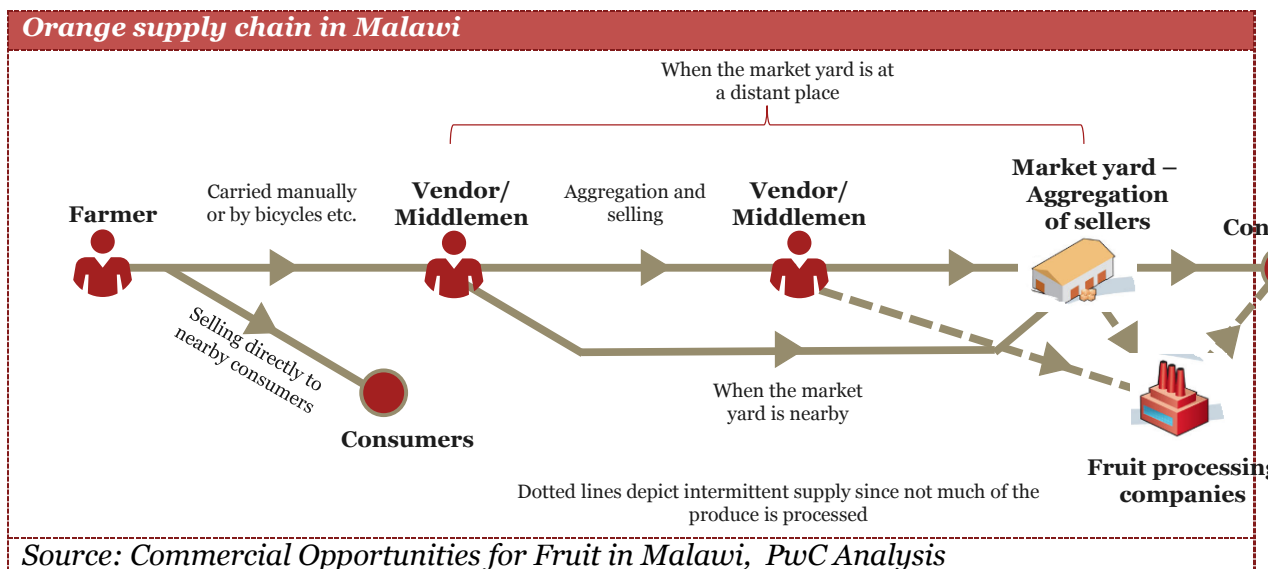 Orange supply chain in Malawi
When the market yard is at
a distant place
Farmer
Carried manually
or by bicycles etc.
Vendor/
Middlemen
Aggregation and
selling
Vendor/
Middlemen
Market yard –
Aggregation
of sellers
Con
Selling directly to
nearby consumers
Consumers
When the market
yard is nearby
Fruit processing
companies
Dotted lines depict intermittent supply since not much of the
produce is processed
Source: Commercial Opportunities for Fruit in Malawi, PwC Analysis